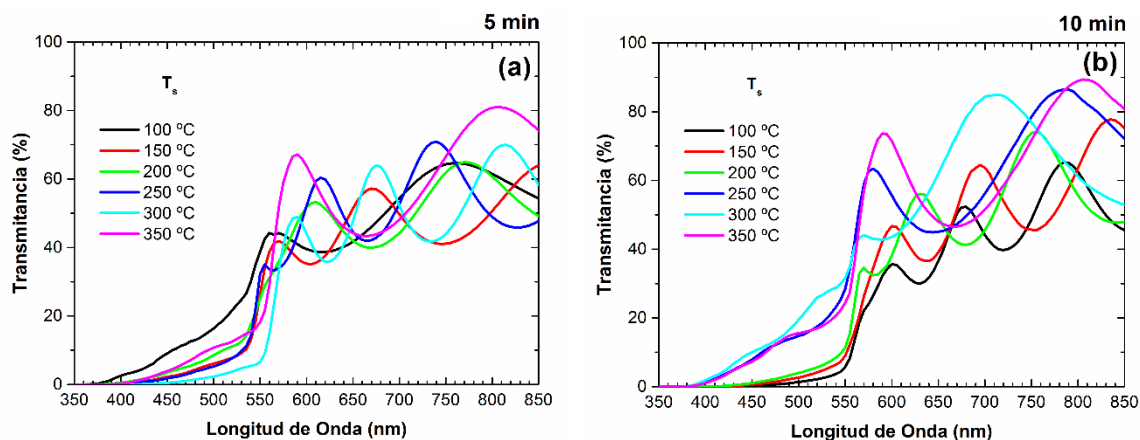 5 min
(a)
Transmitancia (%)
100
80
60
40
20
0
Ts
100 ºC
150 ºC
200 ºC
250 ºC
300 ºC
350 ºC
350 400 450 500 550 600 650 700 750 800 850
Longitud de Onda (nm)
10 min
(b)
Transmitancia (%)
100
80
60
40
20
0
Ts
100 ºC
150 ºC
200 ºC
250 ºC
300 ºC
350 ºC
350 400 450 500 550 600 650 700 750 800 850
Longitud de Onda (nm)